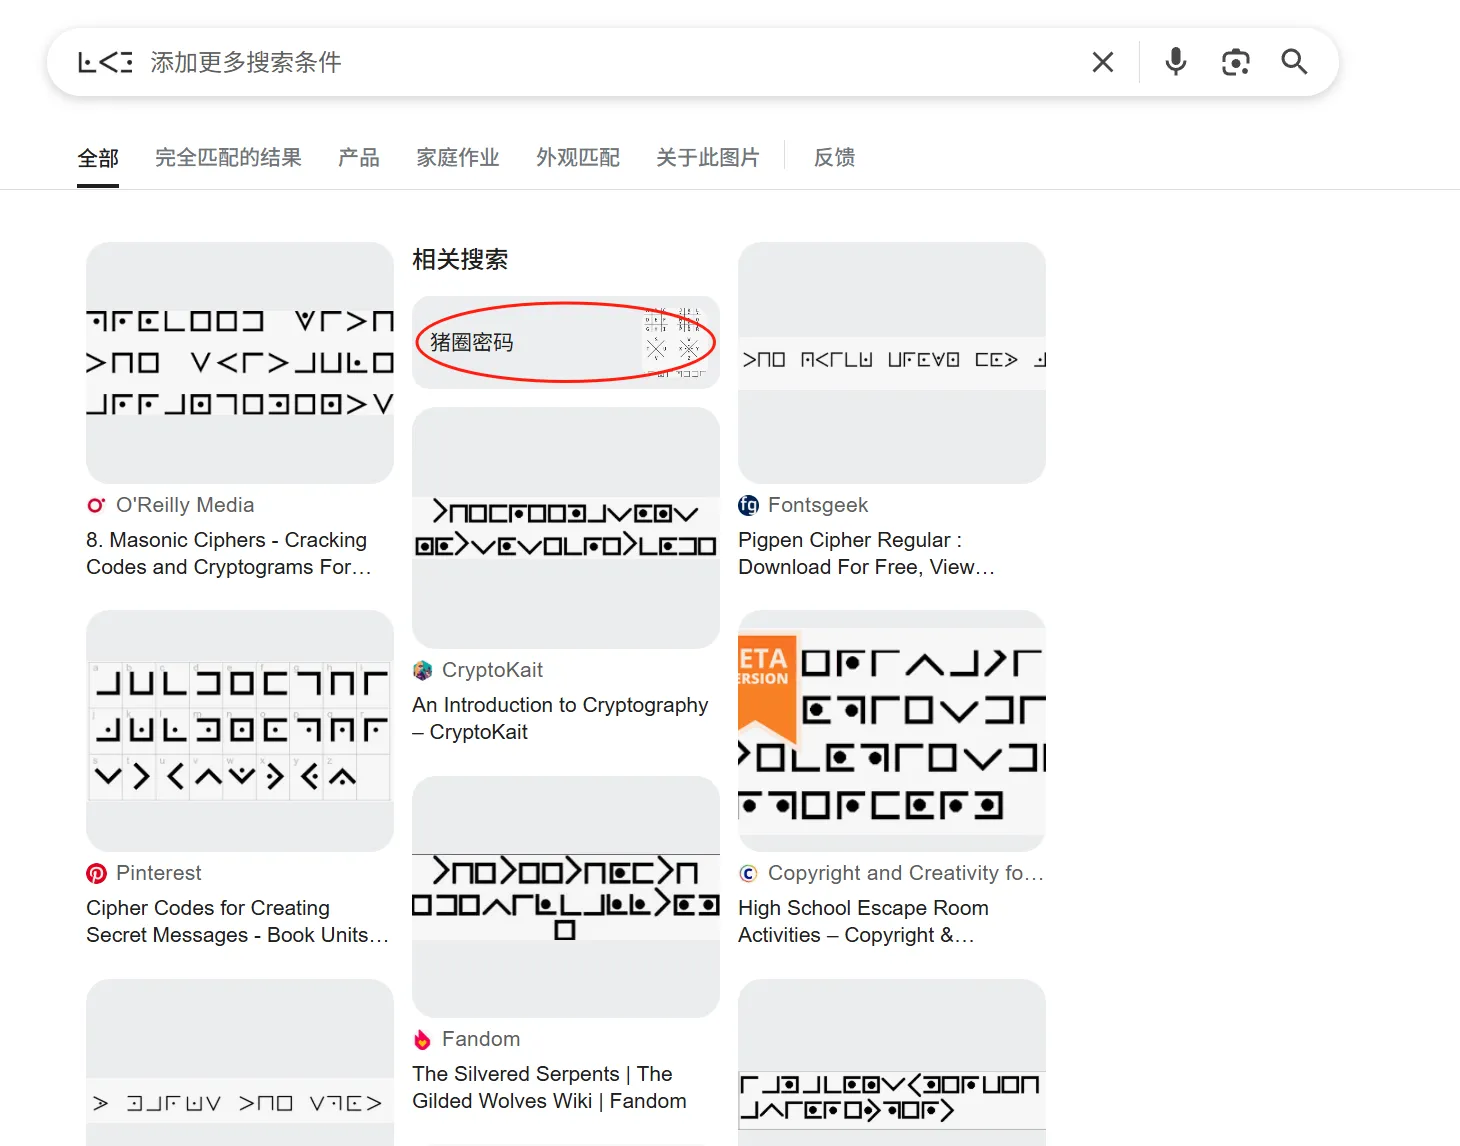 添加更多搜索条件
全部 完全匹配的结果 产品 家庭作业 外观匹配 关于此图片 反馈
O'Reilly Media
8. Masonic Ciphers - Cracking
Codes and Cryptograms For…
Pinterest
Cipher Codes for Creating
Secret Messages - Book Units…
相关搜索
猪圈密码
CryptoKait
An Introduction to Cryptography
– CryptoKait
Fandom
The Silvered Serpents | The
Gilded Wolves Wiki | Fandom
fg Fontsgeek
Pigpen Cipher Regular :
Download For Free, View…
ETA
ERSION
Copyright and Creativity fo…
High School Escape Room
Activities – Copyright &…